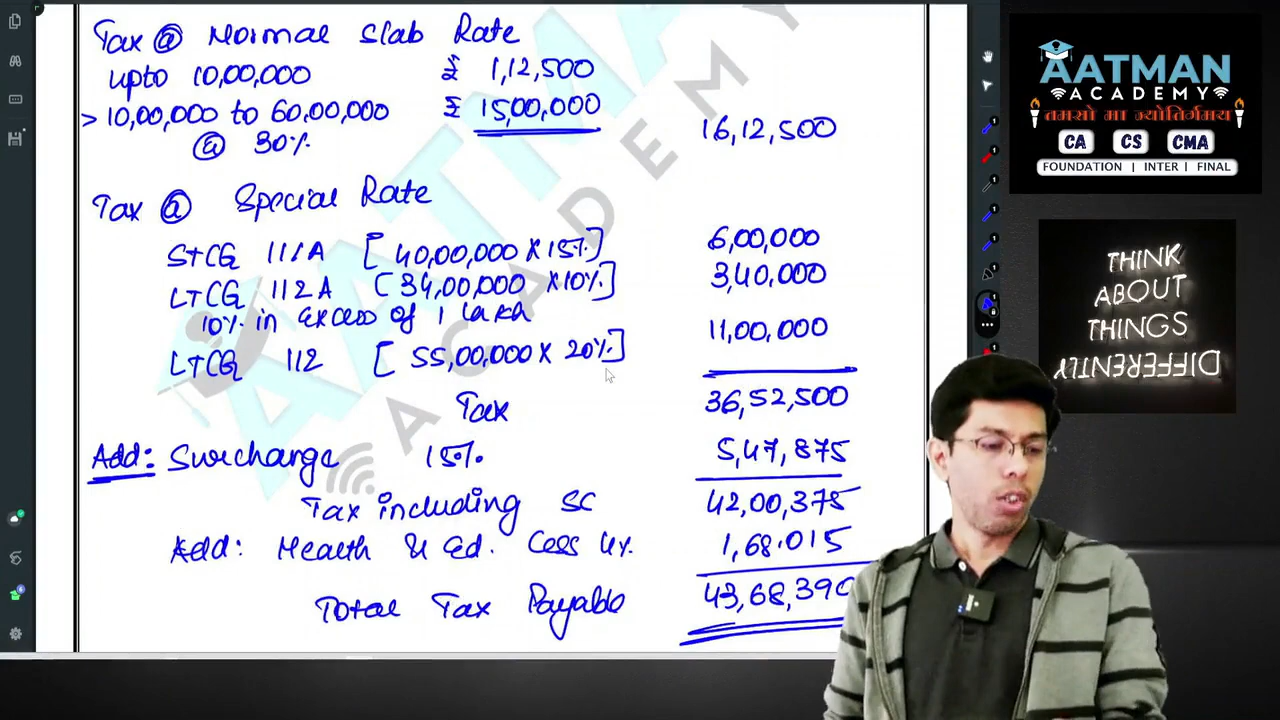 Tax @ Normal Slab Rate
upto 10,00,000 ₹ 1,12,500
> 10,00,000 to 60,00,000 ₹ 15,00,000
@ 30% 16,12,500
Tax @ Special Rate
STCG 111A [40,00,000 × 15%] 6,00,000
LTCG 112A [34,00,000 × 10%] 3,40,000
10% in Excess of 1 lakh
LTCG 112 [55,00,000 × 20%] 11,00,000
Tax 36,52,500
Add: Surcharge 15% 5,47,875
Tax including SC 42,00,375
Add: Health & Ed. Cess 4% 1,68,015
Total Tax Payable 43,68,390
AATMAN
ACADEMY
AATMAN
ACADEMY
तमसो मा ज्योतिर्गमय
CA CS CMA
FOUNDATION | INTER | FINAL
THINK
ABOUT
THINGS
DIFFERENTLY